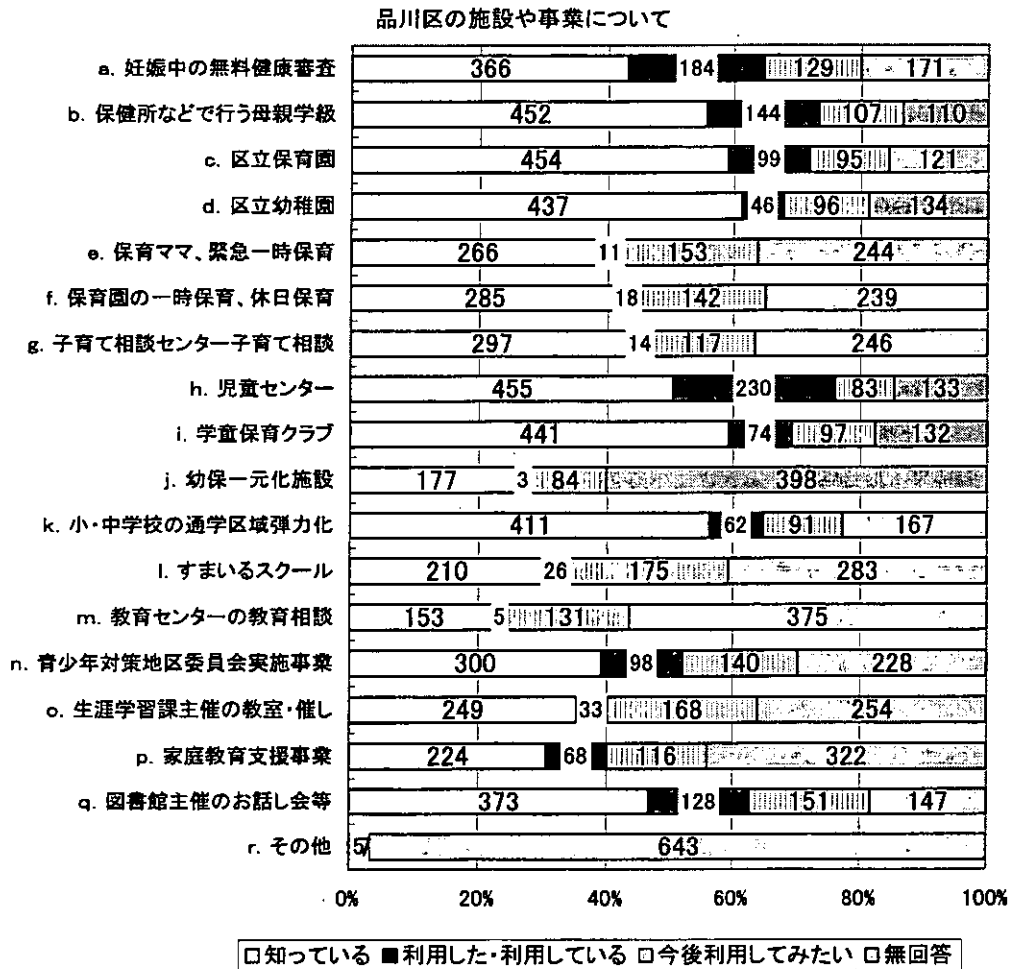 品川区の施設や事業について
a. 妊娠中の無料健康審査 366 184 129 171
b. 保健所などで行う母親学級 452 144 107 110
c. 区立保育園 454 99 95 121
d. 区立幼稚園 437 46 96 134
e. 保育ママ、緊急一時保育 266 11 153 244
f. 保育園の一時保育、休日保育 285 18 142 239
g. 子育て相談センター子育て相談 297 14 117 246
h. 児童センター 455 230 83 133
i. 学童保育クラブ 441 74 97 132
j. 幼保一元化施設 177 3 84 398
k. 小・中学校の通学区域弾力化 411 62 91 167
l. すまいるスクール 210 26 175 283
m. 教育センターの教育相談 153 5 131 375
n. 青少年対策地区委員会実施事業 300 98 140 228
o. 生涯学習課主催の教室・催し 249 33 168 254
p. 家庭教育支援事業 224 68 116 322
q. 図書館主催のお話し会等 373 128 151 147
r. その他 643
0% 20% 40% 60% 80% 100%
□知っている ■利用した・利用している □今後利用してみたい □無回答